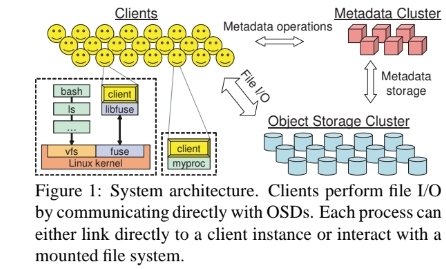 Clients
Metadata Cluster
Metadata operations
File I/O
Metadata storage
Object Storage Cluster
bash
ls
...
client
libfuse
vfs
fuse
Linux kernel
client
myproc
Figure 1: System architecture. Clients perform file I/O
by communicating directly with OSDs. Each process can
either link directly to a client instance or interact with a
mounted file system.